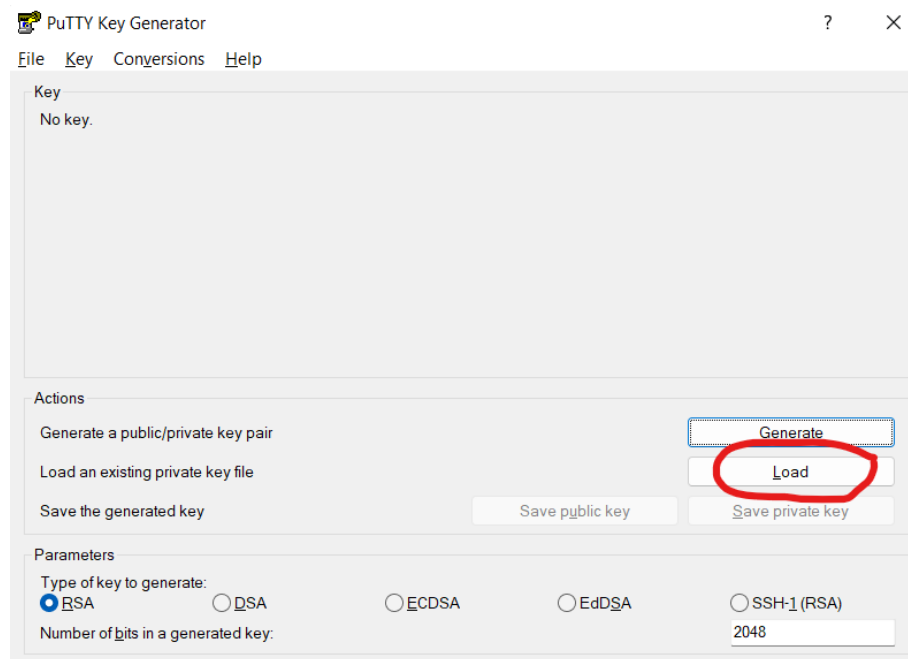 PuTTY Key Generator ?
File Key Conversions Help
Key
No key.
Actions
Generate a public/private key pair Generate
Load an existing private key file Load
Save the generated key Save public key Save private key
Parameters
Type of key to generate:
RSA DSA ECDSA EdDSA SSH-1 (RSA)
Number of bits in a generated key: 2048